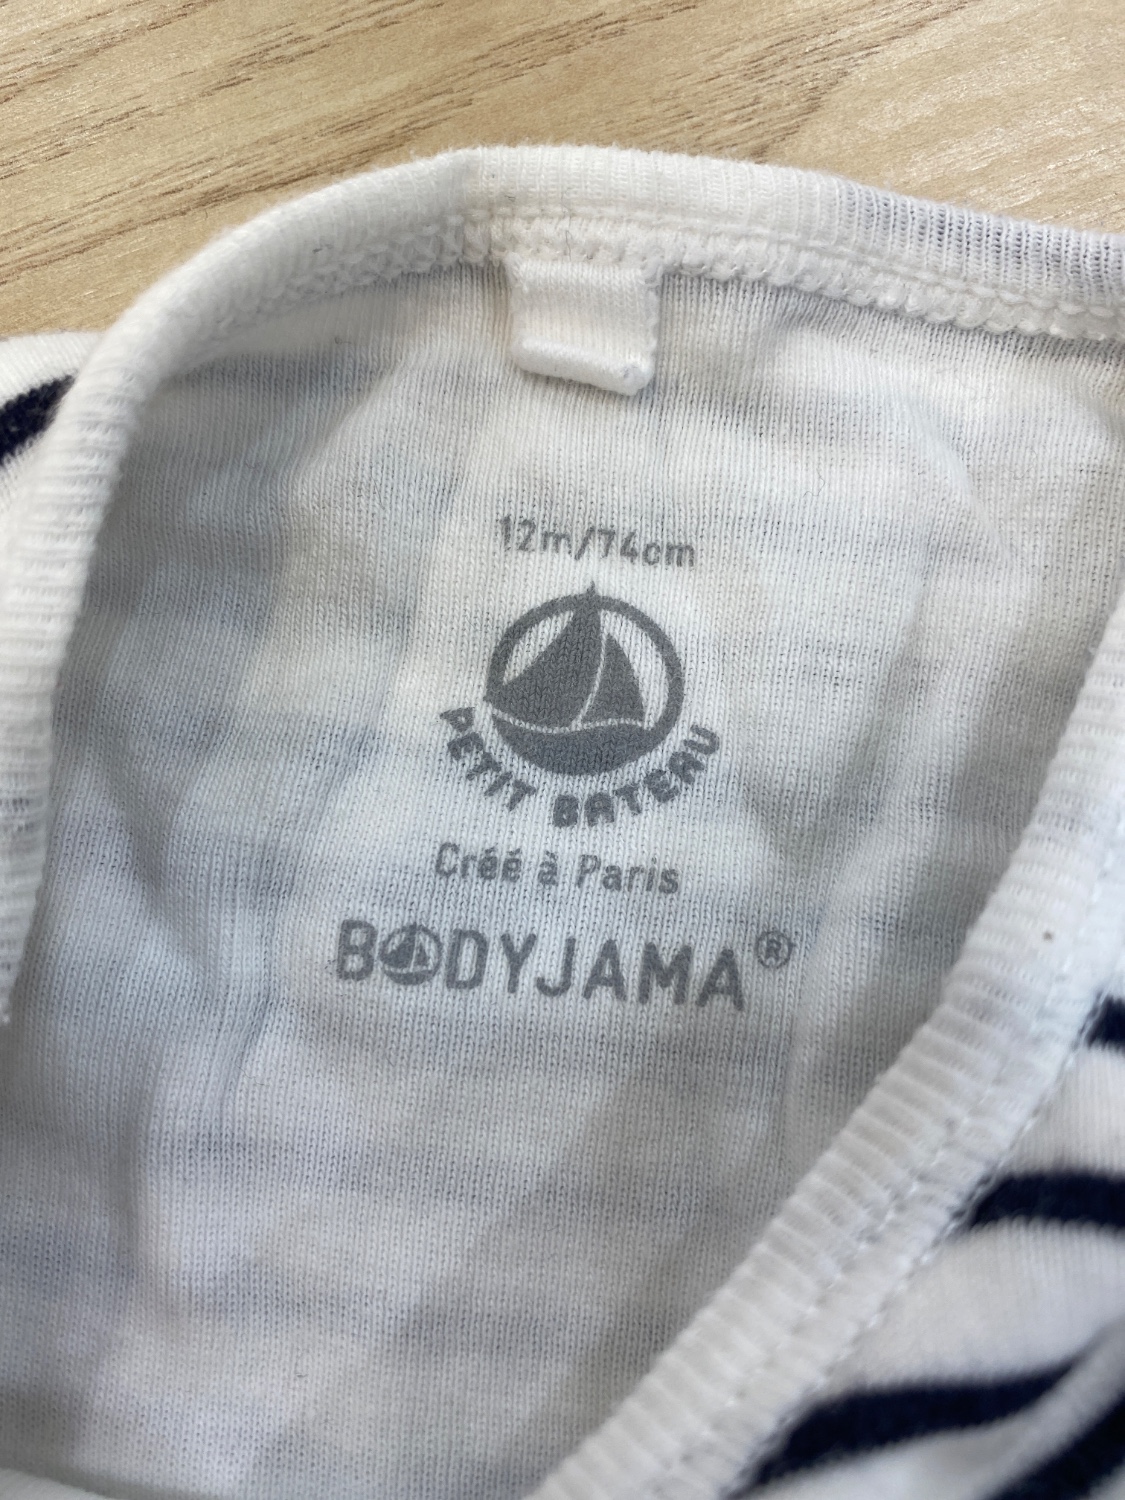 12m/74cm
PETIT BATEAU
Créé à Paris
BODYJAMA®